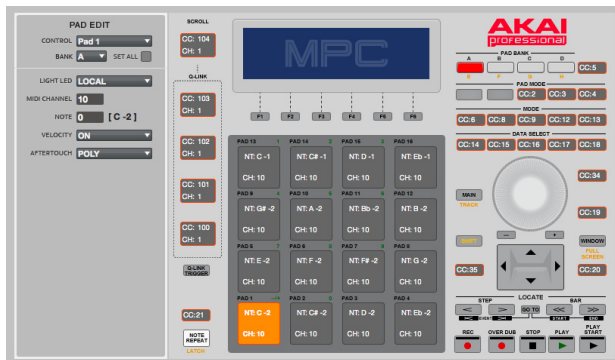 PAD EDIT
CONTROL Pad 1
BANK A SET ALL
LIGHT LED LOCAL
MIDI CHANNEL 10
NOTE 0 [ C -2 ]
VELOCITY ON
AFTERTOUCH POLY
SCROLL
CC: 104
CH: 1
Q-LINK
CC: 103
CH: 1
CC: 102
CH: 1
CC: 101
CH: 1
CC: 100
CH: 1
Q-LINK
TRIGGER
CC:21
NOTE
REPEAT
LATCH
MPC
F1 F2 F3 F4 F5 F6
PAD 13 1 PAD 14 2 PAD 15 3 PAD 16
NT: C -1 NT: C# -1 NT: D -1 NT: Eb -1
CH: 10 CH: 10 CH: 10 CH: 10
PAD 9 4 PAD 10 5 PAD 11 6 PAD 12
NT: G# -2 NT: A -2 NT: Bb -2 NT: B -2
CH: 10 CH: 10 CH: 10 CH: 10
PAD 5 7 PAD 6 8 PAD 7 9 PAD 8
NT: E -2 NT: F -2 NT: F# -2 NT: G -2
CH: 10 CH: 10 CH: 10 CH: 10
PAD 1 PAD 2 PAD 3 PAD 4
NT: C -2 NT: C# -2 NT: D -2 NT: Eb -2
CH: 10 CH: 10 CH: 10 CH: 10
AKAI
professional
PAD BANK
A B C D
E F G H
CC:5
PAD MODE
CC:2 CC:3 CC:4
MODE
CC:6 CC:8 CC:9 CC:12 CC:13
DATA SELECT
CC:14 CC:15 CC:16 CC:17 CC:18
CC:34
MAIN
TRACK
CC:19
SHIFT
- +
WINDOW
FULL
SCREEN
CC:35
CC:20
LOCATE
STEP BAR
< > GO TO << >>
EVENT START END
REC OVER DUB STOP PLAY PLAY
START